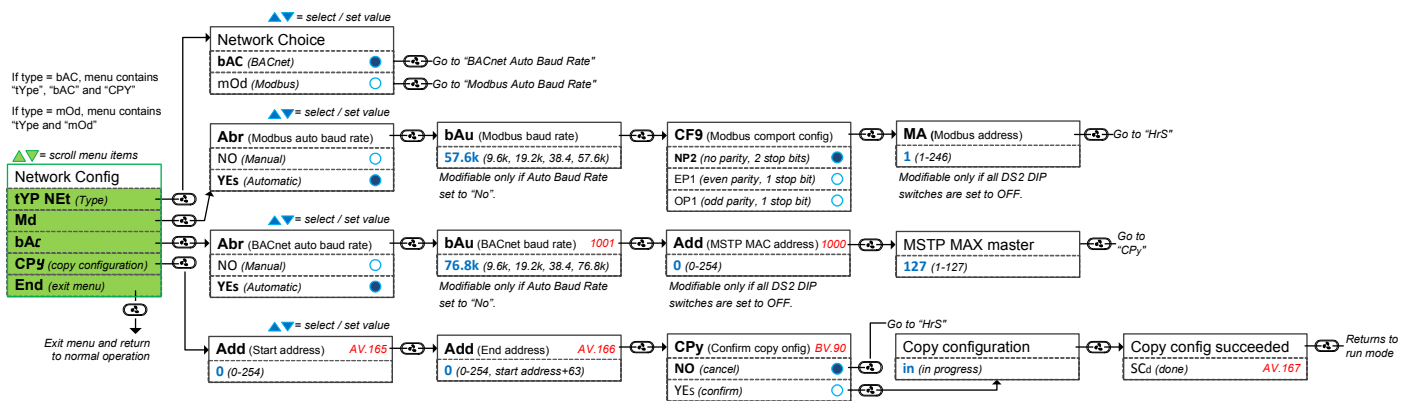 ▲▼= select / set value
Network Choice
bAC (BACnet)
Go to “BACnet Auto Baud Rate”
mOd (Modbus)
Go to “Modbus Auto Baud Rate"
If type = bAC, menu contains
“tYpe”, “bAC” and “CPY”
If type = mOd, menu contains
“tYpe and “mOd”
▲▼= scroll menu items
Network Config
tYP NEt (Type)
Md
bAc
CPY (copy configuration)
End (exit menu)
Exit menu and return
to normal operation
▲▼= select / set value
Abr (Modbus auto baud rate)
NO (Manual)
YEs (Automatic)
bAu (Modbus baud rate)
57.6k (9.6k, 19.2k, 38.4, 57.6k)
Modifiable only if Auto Baud Rate
set to “No”.
CF9 (Modbus comport config)
NP2 (no parity, 2 stop bits)
EP1 (even parity, 1 stop bit)
OP1 (odd parity, 1 stop bit)
MA (Modbus address)
1 (1-246)
Modifiable only if all DS2 DIP
switches are set to OFF.
Go to “HrS”
▲▼= select / set value
Abr (BACnet auto baud rate)
NO (Manual)
YEs (Automatic)
bAu (BACnet baud rate) 1001
76.8k (9.6k, 19.2k, 38.4, 76.8k)
Modifiable only if Auto Baud Rate
set to “No”.
Add (MSTP MAC address) 1000
0 (0-254)
Modifiable only if all DS2 DIP
switches are set to OFF.
MSTP MAX master
127 (1-127)
Go to
“CPy”
▲▼= select / set value
Add (Start address) AV.165
0 (0-254)
Add (End address) AV.166
0 (0-254, start address+63)
CPy (Confirm copy onfig) BV.90
NO (cancel)
YEs (confirm)
Go to “HrS”
Copy configuration
in (in progress)
Copy config succeeded
SCd (done) AV.167
Returns to
run mode